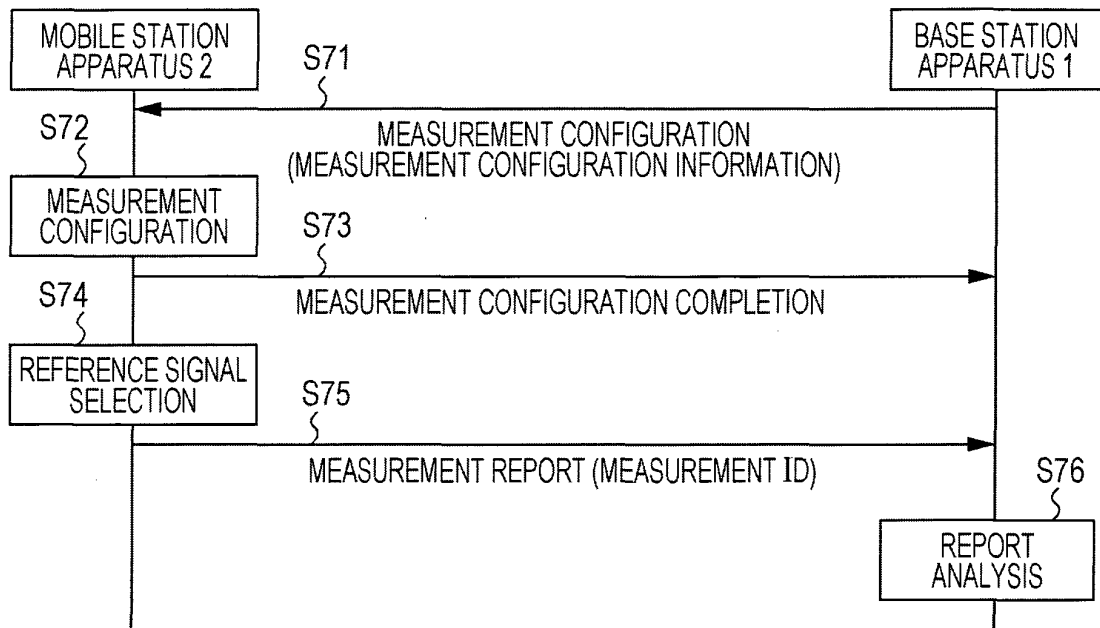 MOBILE STATION
APPARATUS 2
BASE STATION
APPARATUS 1
S71
MEASUREMENT CONFIGURATION
(MEASUREMENT CONFIGURATION INFORMATION)
S72
MEASUREMENT
CONFIGURATION
S73
MEASUREMENT CONFIGURATION COMPLETION
S74
REFERENCE SIGNAL
SELECTION
S75
MEASUREMENT REPORT (MEASUREMENT ID)
S76
REPORT
ANALYSIS